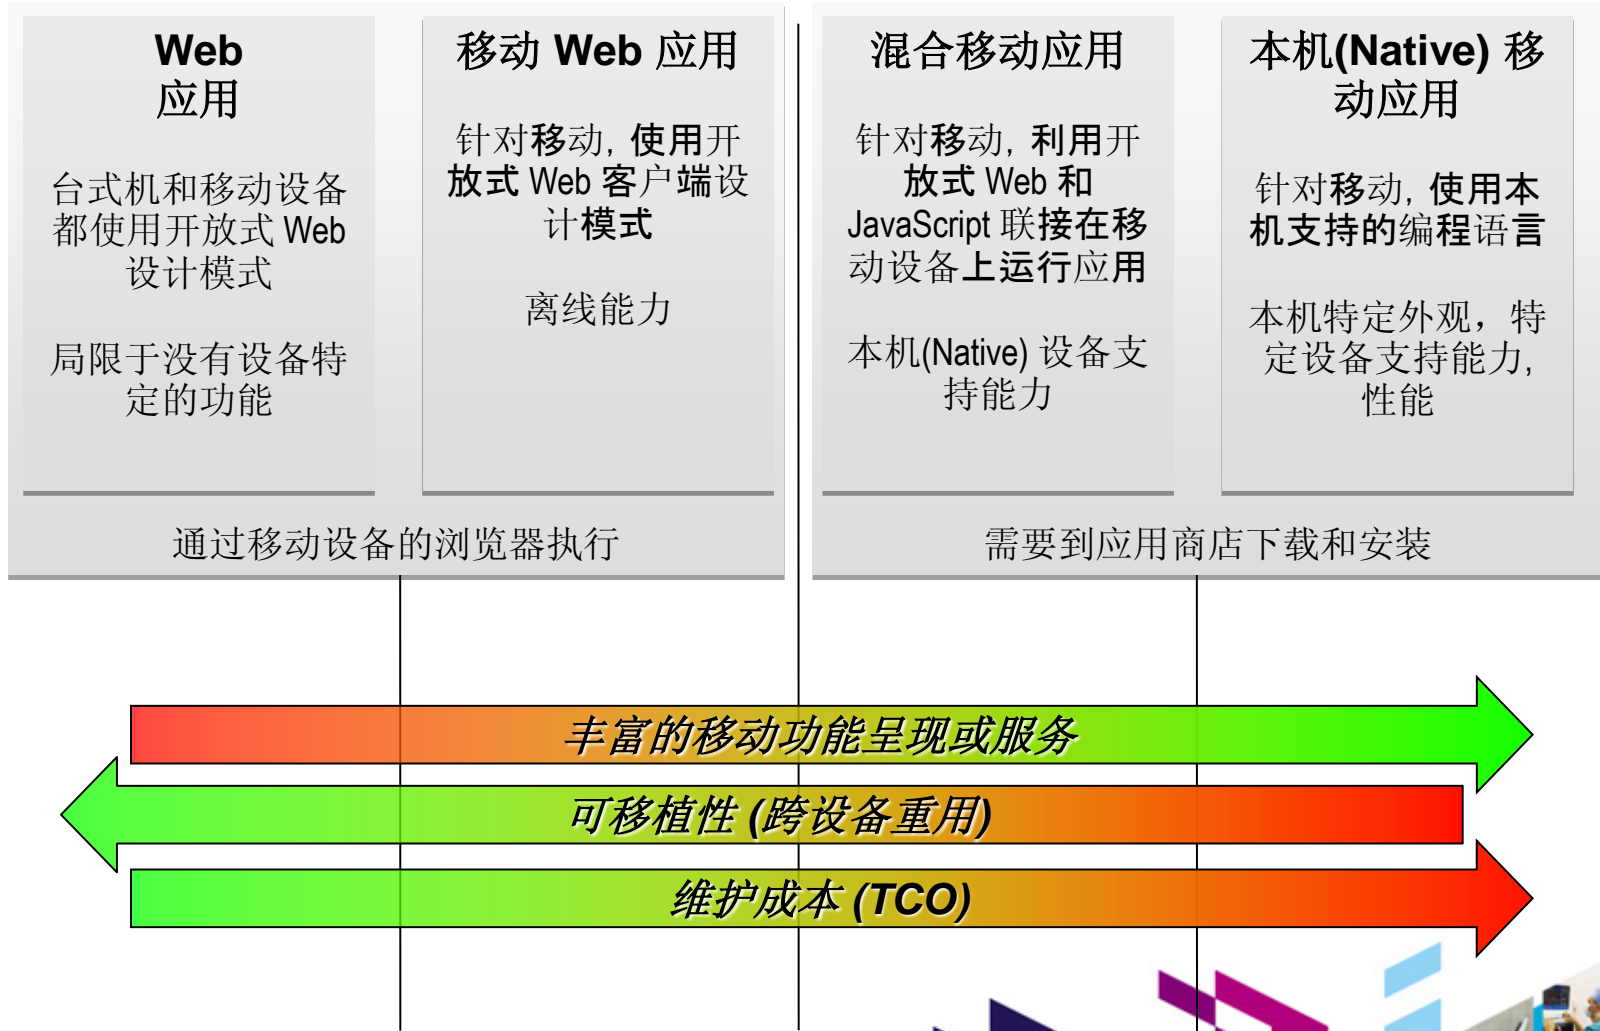 Web
应用
台式机和移动设备
都使用开放式 Web
设计模式
局限于没有设备特
定的功能
移动 Web 应用
针对移动, 使用开
放式 Web 客户端设
计模式
离线能力
通过移动设备的浏览器执行
混合移动应用
针对移动, 利用开
放式 Web 和
JavaScript 联接在移
动设备上运行应用
本机(Native) 设备支
持能力
本机(Native) 移
动应用
针对移动, 使用本
机支持的编程语言
本机特定外观，特
定设备支持能力,
性能
需要到应用商店下载和安装
丰富的移动功能呈现或服务
可移植性 (跨设备重用)
维护成本 (TCO)